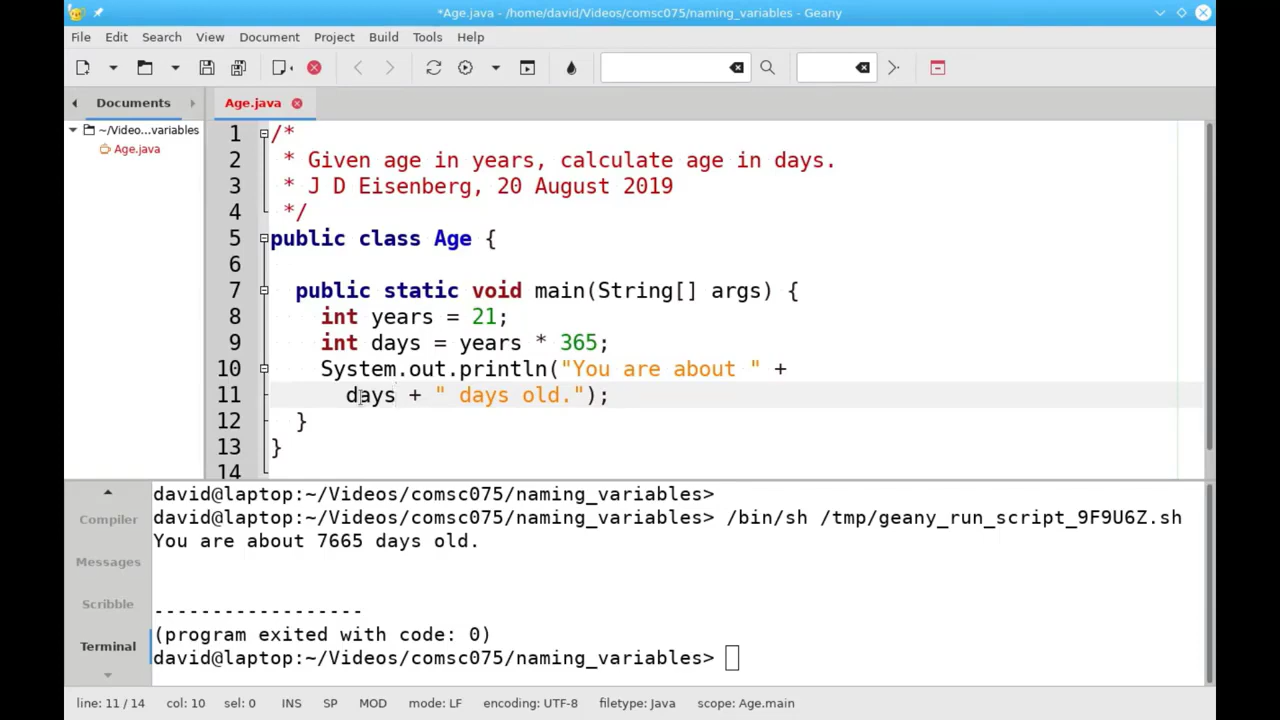 *Age.java - /home/david/Videos/comsc075/naming_variables - Geany
File Edit Search View Document Project Build Tools Help
Documents
Age.java
~/Video...variables
Age.java
1 /*
2  * Given age in years, calculate age in days.
3  * J D Eisenberg, 20 August 2019
4  */
5 public class Age {
6
7   public static void main(String[] args) {
8     int years = 21;
9     int days = years * 365;
10     System.out.println("You are about " +
11       days + " days old.");
12   }
13 }
14
Compiler
Messages
Scribble
Terminal
david@laptop:~/Videos/comsc075/naming_variables>
david@laptop:~/Videos/comsc075/naming_variables> /bin/sh /tmp/geany_run_script_9F9U6Z.sh
You are about 7665 days old.
------------------
(program exited with code: 0)
david@laptop:~/Videos/comsc075/naming_variables>
line: 11 / 14 col: 10 sel: 0 INS SP MOD mode: LF encoding: UTF-8 filetype: Java scope: Age.main